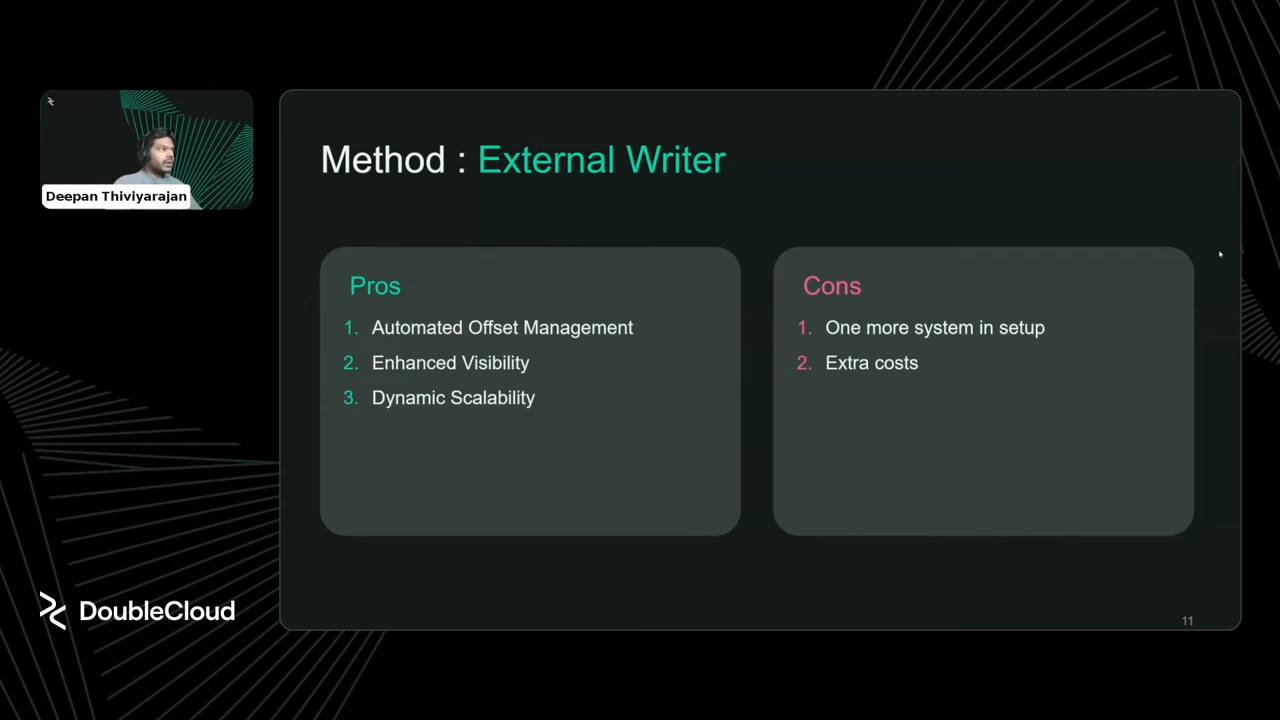 Deepan Thiviyarajan
Method : External Writer
Pros
1. Automated Offset Management
2. Enhanced Visibility
3. Dynamic Scalability
Cons
1. One more system in setup
2. Extra costs
DoubleCloud
11